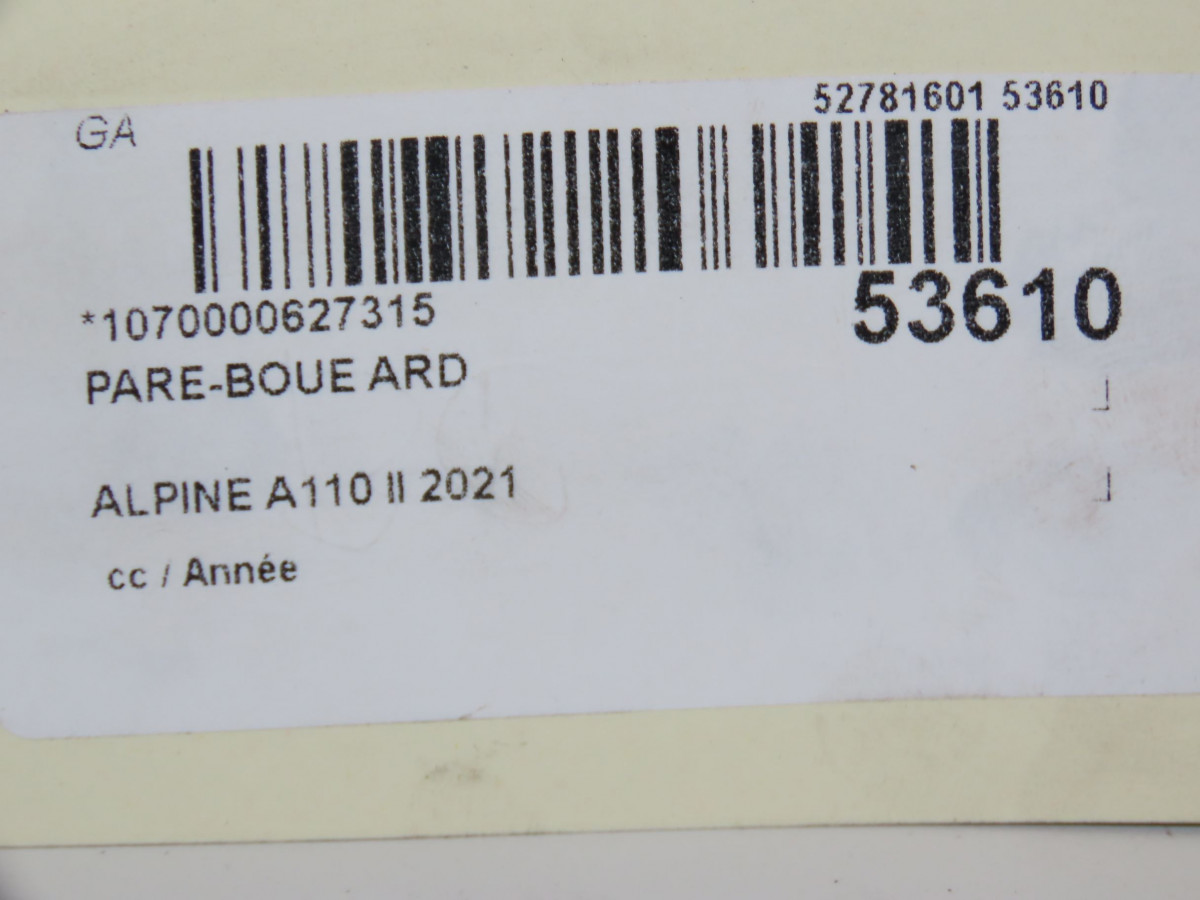 52781601 53610
GA
*1070000627315
53610
PARE-BOUE ARD
ALPINE A110 II 2021
cc / Année